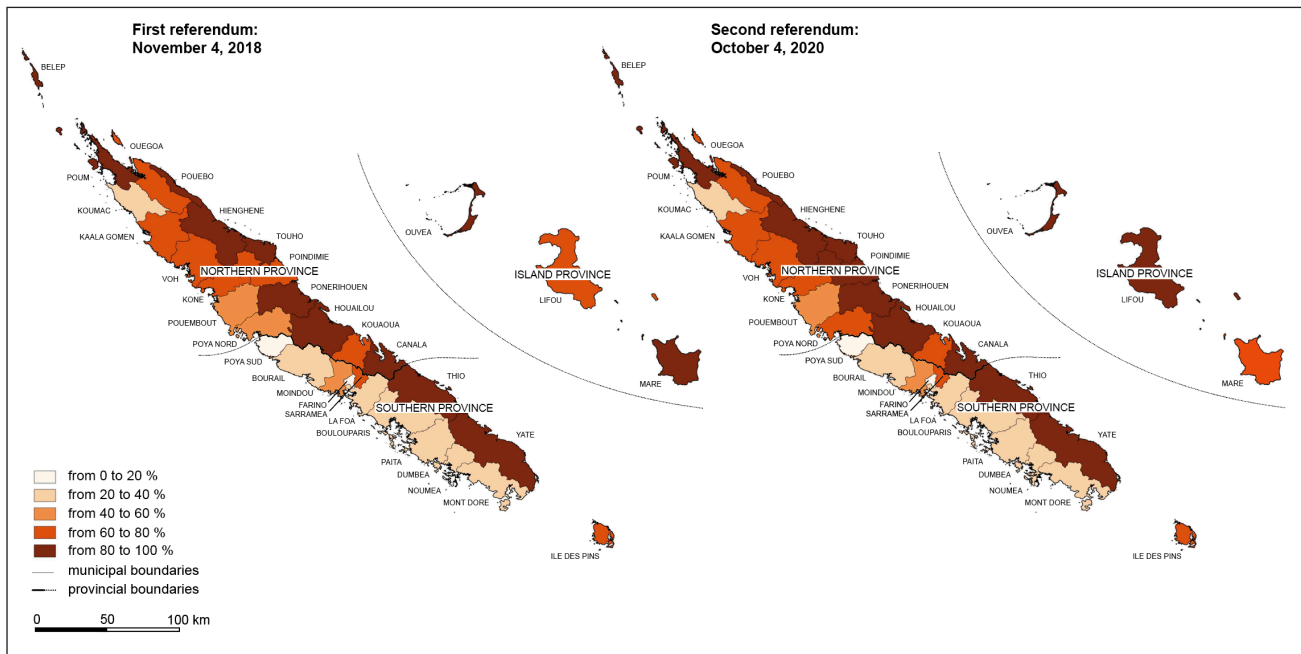 First referendum:
November 4, 2018
BELEP
OUEGOA
POUM
POUEBO
KOUMAC
HIENGHENE
KAALA GOMEN
TOUHO
POINDIMIE
NORTHERN PROVINCE
VOH
PONERIHOUEN
KONE
HOUAILOU
POUEMBOUT
KOUAOUA
POYA NORD
CANALA
POYA SUD
THIO
BOURAIL
MOINDOU
FARINO
SARRAMEA
SOUTHERN PROVINCE
LA FOA
BOULOUPARIS
YATE
PAITA
DUMBEA
NOUMEA
MONT DORE
ILE DES PINS
OUVEA
ISLAND PROVINCE
LIFOU
MARE
Second referendum:
October 4, 2020
BELEP
OUEGOA
POUM
POUEBO
KOUMAC
HIENGHENE
KAALA GOMEN
TOUHO
POINDIMIE
NORTHERN PROVINCE
VOH
PONERIHOUEN
KONE
HOUAILOU
POUEMBOUT
KOUAOUA
POYA NORD
CANALA
POYA SUD
THIO
BOURAIL
MOINDOU
FARINO
SARRAMEA
SOUTHERN PROVINCE
LA FOA
BOULOUPARIS
YATE
PAITA
DUMBEA
NOUMEA
MONT DORE
ILE DES PINS
OUVEA
ISLAND PROVINCE
LIFOU
MARE
from 0 to 20 %
from 20 to 40 %
from 40 to 60 %
from 60 to 80 %
from 80 to 100 %
municipal boundaries
provincial boundaries
0 50 100 km